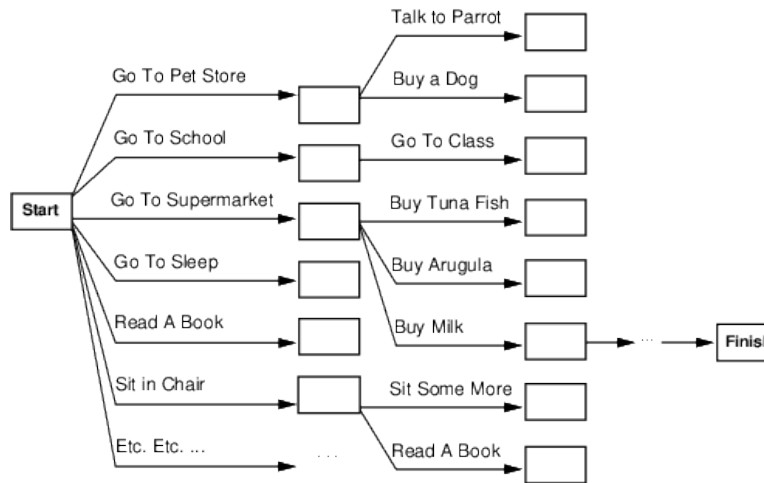 Talk to Parrot
Go To Pet Store
Buy a Dog
Go To School
Go To Class
Start
Go To Supermarket
Buy Tuna Fish
Go To Sleep
Buy Arugula
Read A Book
Buy Milk
...
Finish
Sit in Chair
Sit Some More
Etc. Etc. ...
. . .
Read A Book